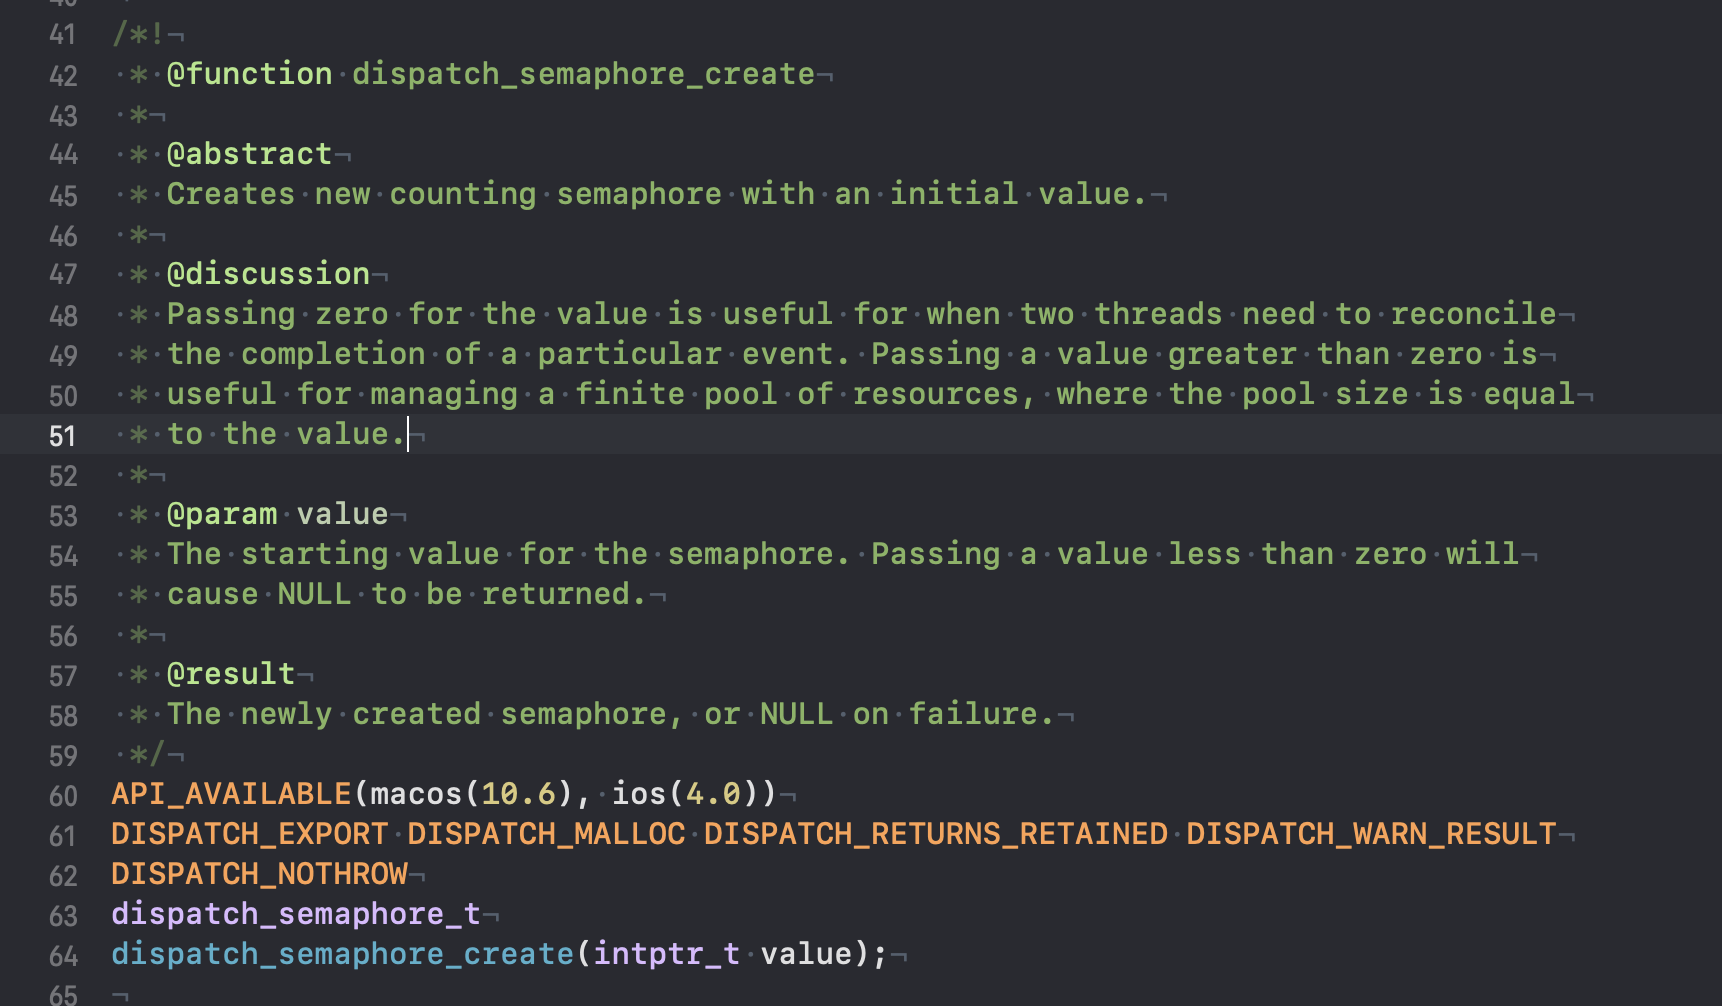 41 /*!¬
42 ·*·@function·dispatch_semaphore_create¬
43 ·*¬
44 ·*·@abstract¬
45 ·*·Creates·new·counting·semaphore·with·an·initial·value.¬
46 ·*¬
47 ·*·@discussion¬
48 ·*·Passing·zero·for·the·value·is·useful·for·when·two·threads·need·to·reconcile¬
49 ·*·the·completion·of·a·particular·event.·Passing·a·value·greater·than·zero·is¬
50 ·*·useful·for·managing·a·finite·pool·of·resources,·where·the·pool·size·is·equal¬
51 ·*·to·the·value.¬
52 ·*¬
53 ·*·@param·value¬
54 ·*·The·starting·value·for·the·semaphore.·Passing·a·value·less·than·zero·will¬
55 ·*·cause·NULL·to·be·returned.¬
56 ·*¬
57 ·*·@result¬
58 ·*·The·newly·created·semaphore,·or·NULL·on·failure.¬
59 ·*/¬
60 API_AVAILABLE(macos(10.6),·ios(4.0))¬
61 DISPATCH_EXPORT·DISPATCH_MALLOC·DISPATCH_RETURNS_RETAINED·DISPATCH_WARN_RESULT¬
62 DISPATCH_NOTHROW¬
63 dispatch_semaphore_t¬
64 dispatch_semaphore_create(intptr_t·value);¬
65 ¬